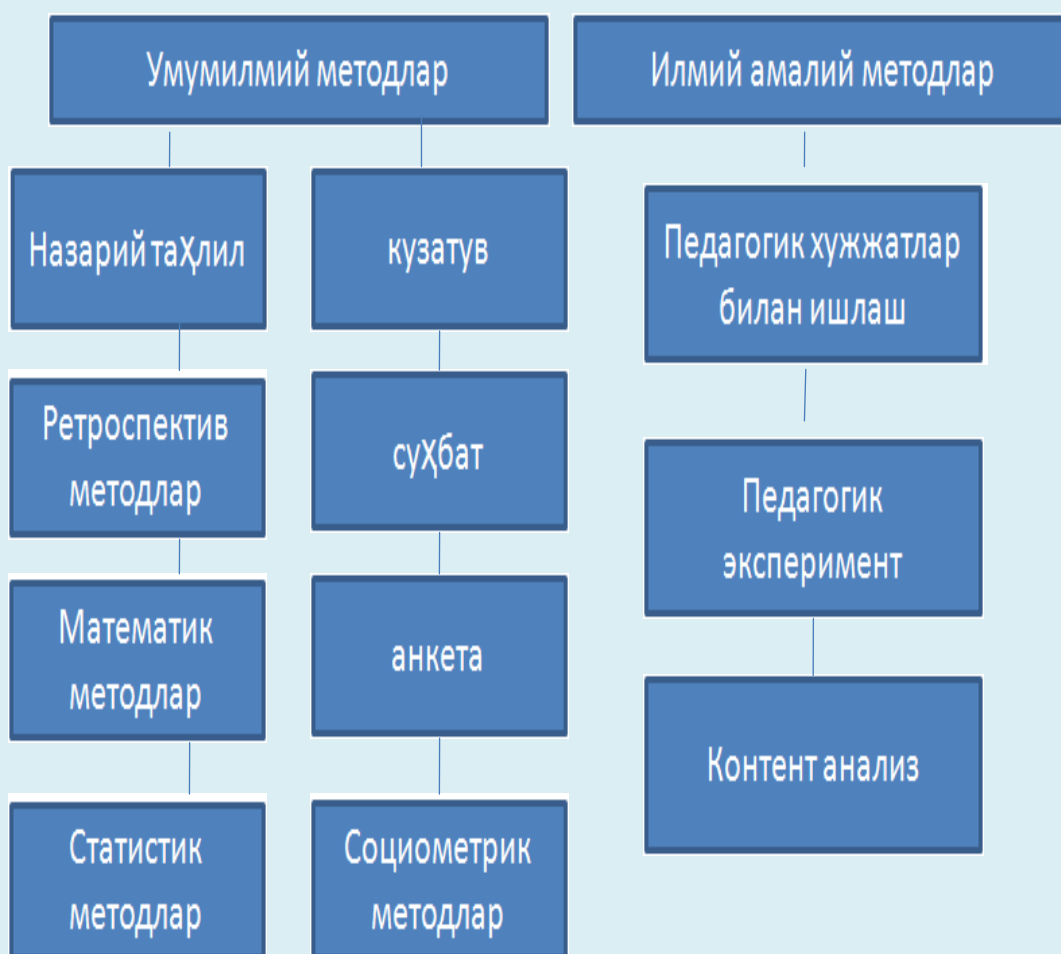 Умумилмий методлар
Илмий амалий методлар
Назарий таҲлил
Ретроспектив
методлар
Математик
методлар
Статистик
методлар
кузатув
суҲбат
анкета
Социометрик
методлар
Педагогик хужжатлар
билан ишлаш
Педагогик
эксперимент
Контент анализ